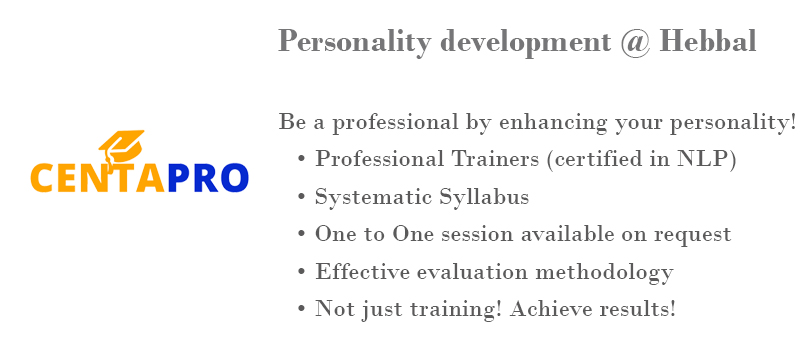 Personality development @ Hebbal
CENTAPRO
Be a professional by enhancing your personality!
• Professional Trainers (certified in NLP)
• Systematic Syllabus
• One to One session available on request
• Effective evaluation methodology
• Not just training! Achieve results!